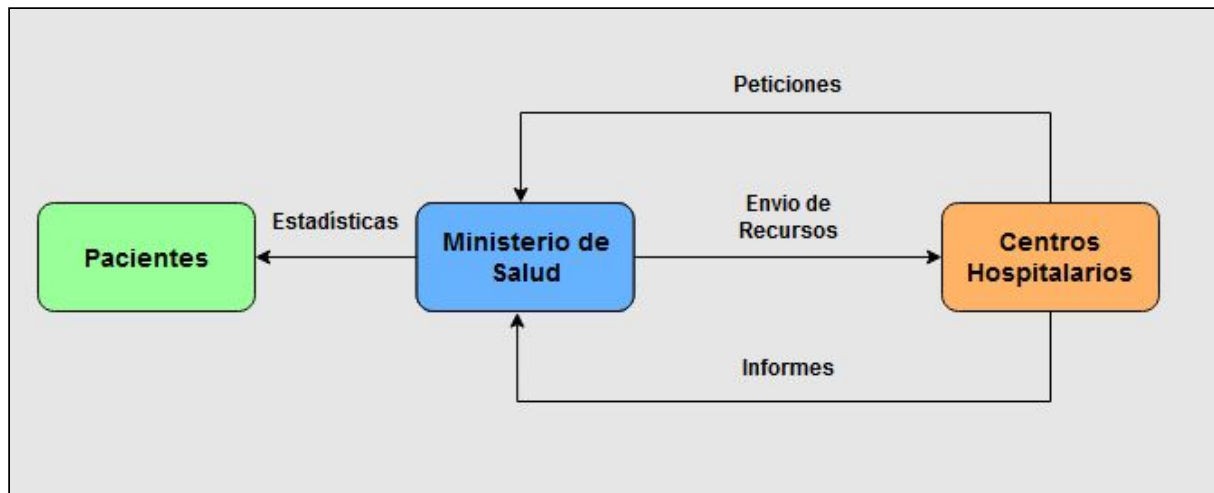 Peticiones
Estadísticas
Envio de
Recursos
Pacientes
Ministerio de
Salud
Centros
Hospitalarios
Informes